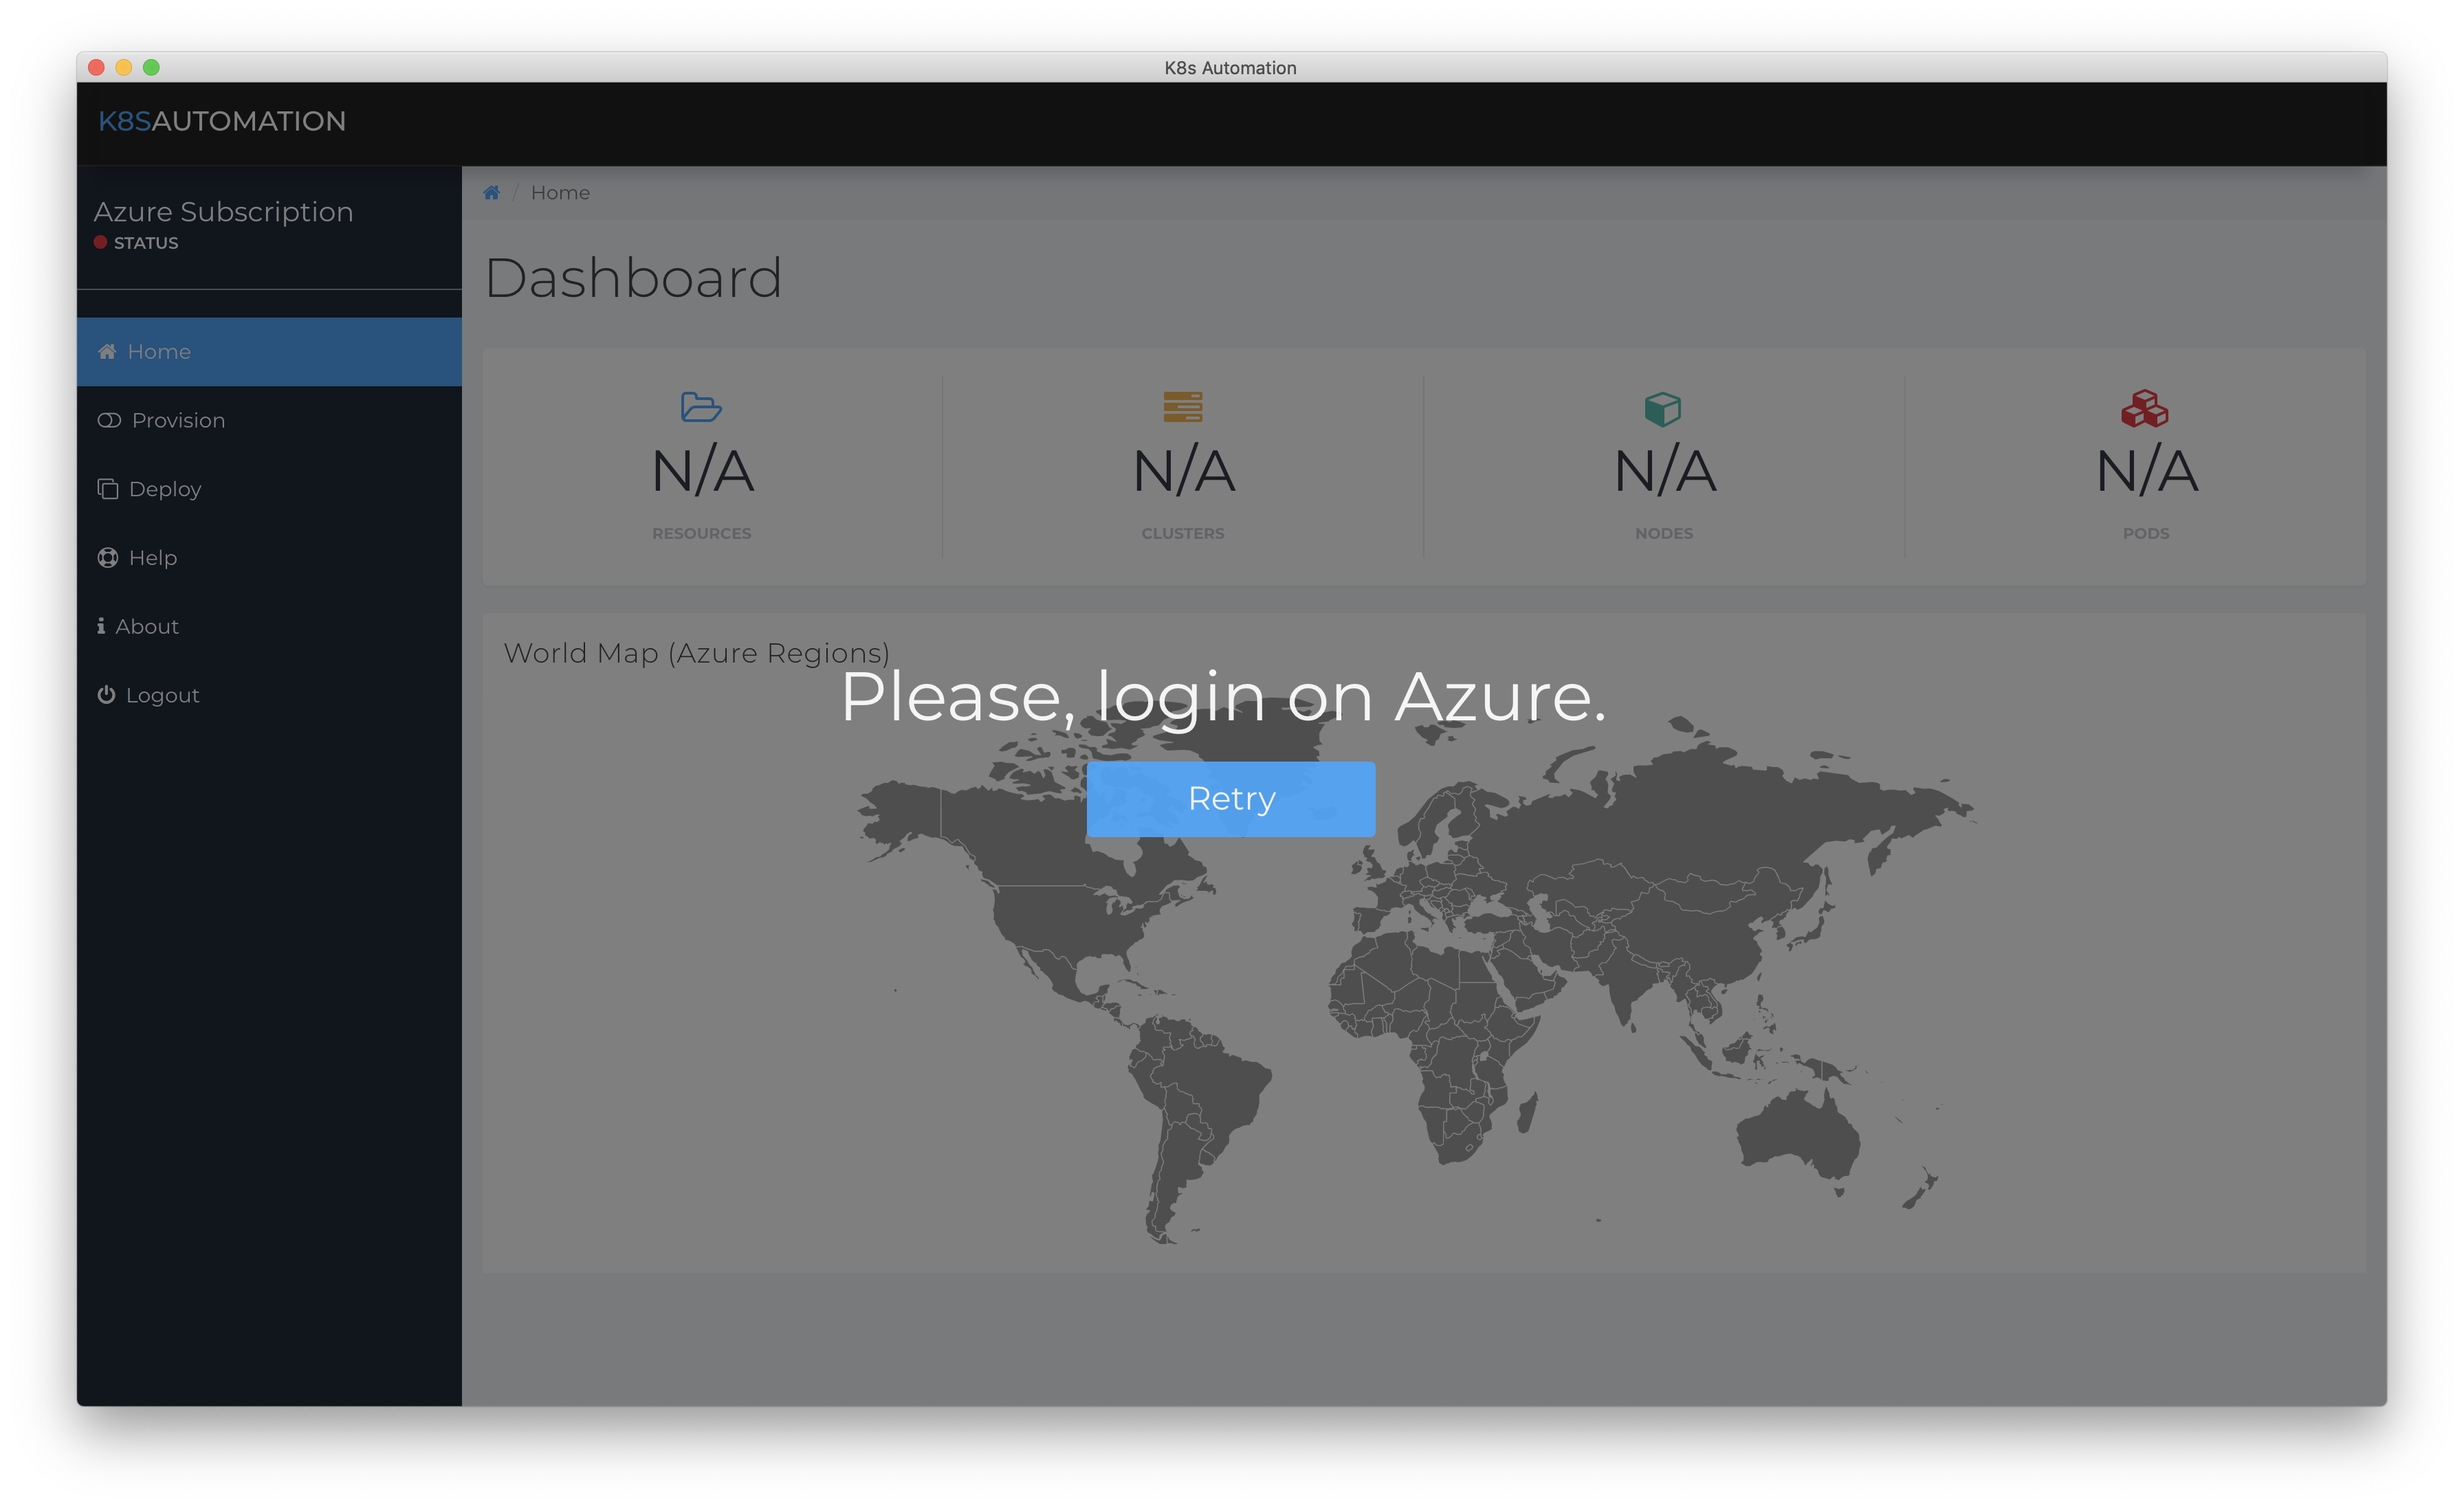 K8s Automation
K8SAUTOMATION
Azure Subscription
STATUS
Home
Provision
Deploy
Help
About
Logout
/ Home
Dashboard
N/A
RESOURCES
N/A
CLUSTERS
N/A
NODES
N/A
PODS
World Map (Azure Regions)
Please, login on Azure.
Retry